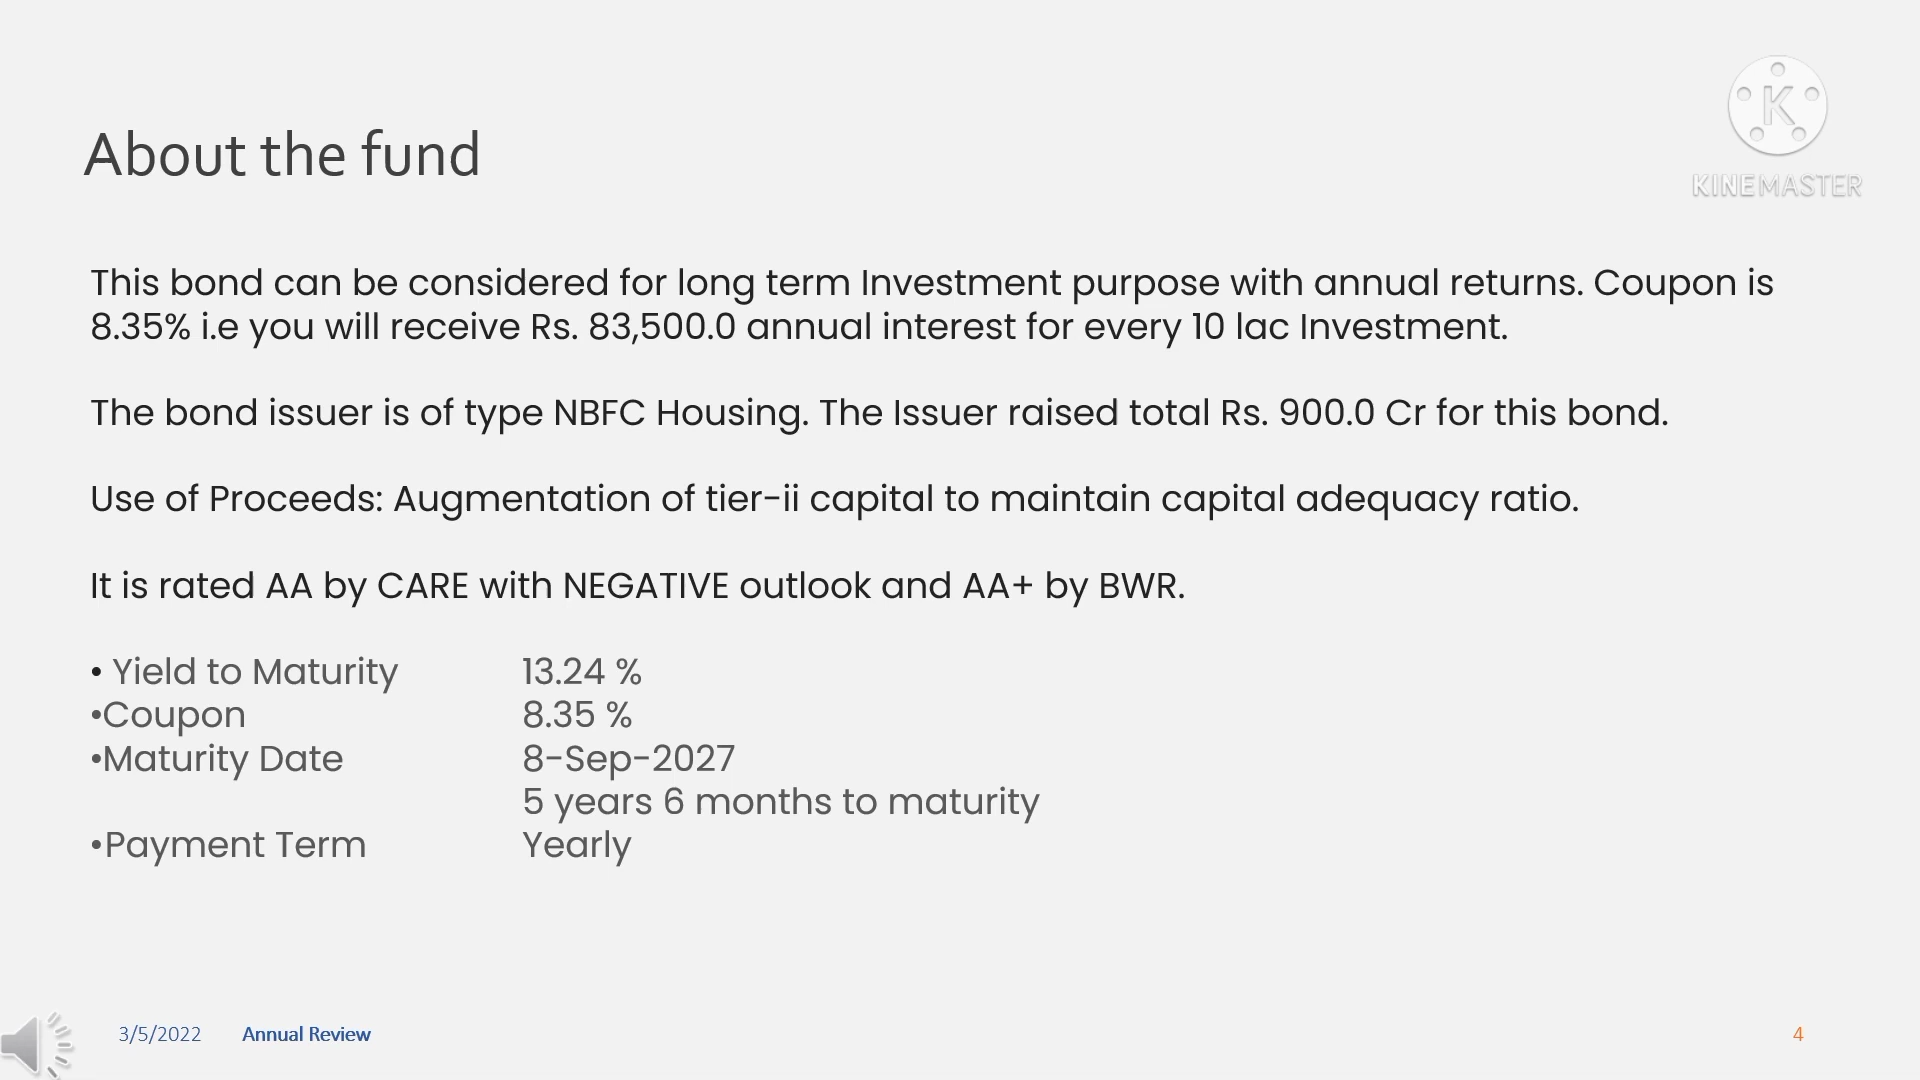 K
KINEMASTER
About the fund
This bond can be considered for long term Investment purpose with annual returns. Coupon is
8.35% i.e you will receive Rs. 83,500.0 annual interest for every 10 lac Investment.
The bond issuer is of type NBFC Housing. The Issuer raised total Rs. 900.0 Cr for this bond.
Use of Proceeds: Augmentation of tier-ii capital to maintain capital adequacy ratio.
It is rated AA by CARE with NEGATIVE outlook and AA+ by BWR.
• Yield to Maturity 13.24 %
•Coupon 8.35 %
•Maturity Date 8-Sep-2027
5 years 6 months to maturity
•Payment Term Yearly
3/5/2022 Annual Review 4